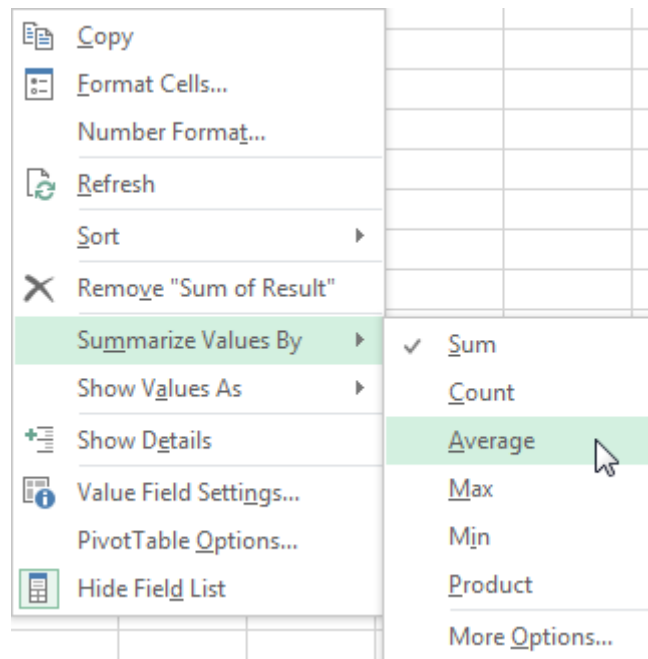 Copy
Format Cells...
Number Format...
Refresh
Sort
Remove "Sum of Result"
Summarize Values By
Show Values As
Show Details
Value Field Settings...
PivotTable Options...
Hide Field List
Sum
Count
Average
Max
Min
Product
More Options...